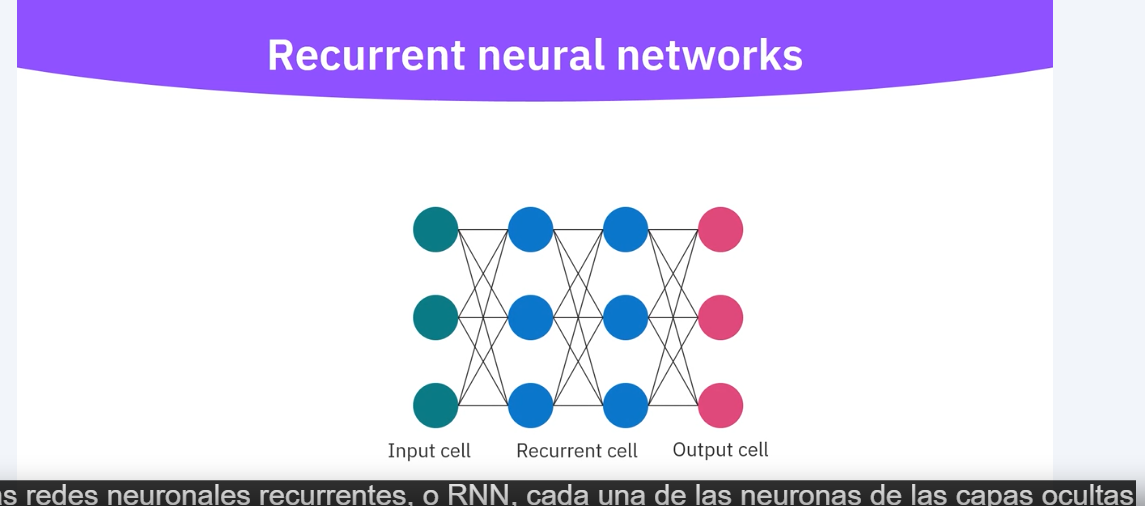 Recurrent neural networks
Input cell
Recurrent cell
Output cell
redes neuronales recurrentes, o RNN, cada una de las neuronas de las capas ocultas